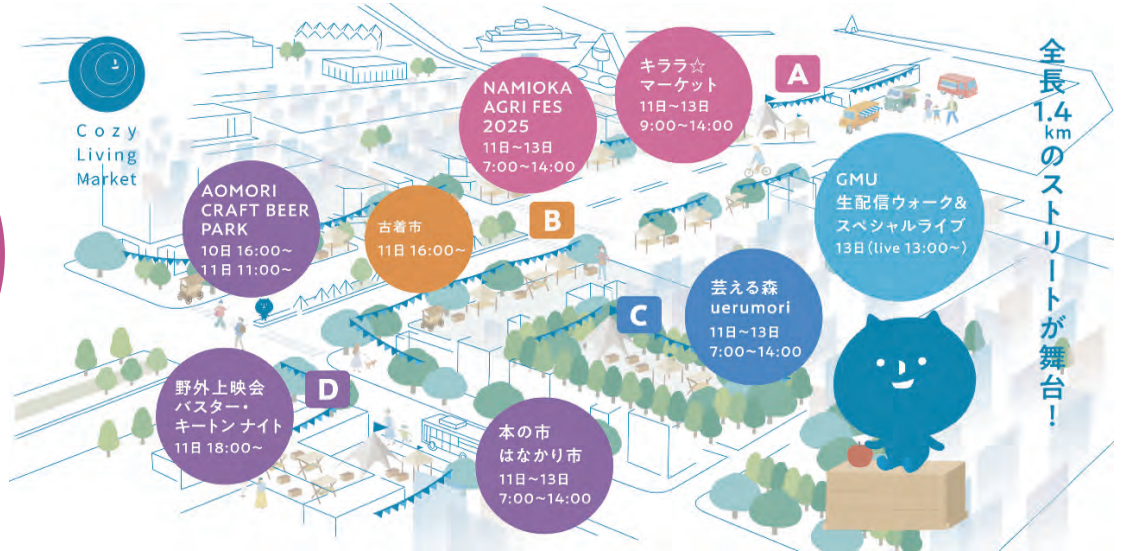 Cozy
Living
Market
NAMIOKA
AGRI FES
2025
11日～13日
7:00～14:00
キララ☆
マーケット
11日～13日
9:00～14:00
A
全長1.4kmのストリートが舞台！
AOMORI
CRAFT BEER
PARK
10日 16:00～
11日 11:00～
古着市
11日 16:00～
B
GMU
生配信ウォーク&
スペシャルライブ
13日(live 13:00～)
C
芸える森
uerumori
11日～13日
7:00～14:00
野外上映会
バスター・
キートン ナイト
11日 18:00～
D
本の市
はなかり市
11日～13日
7:00～14:00